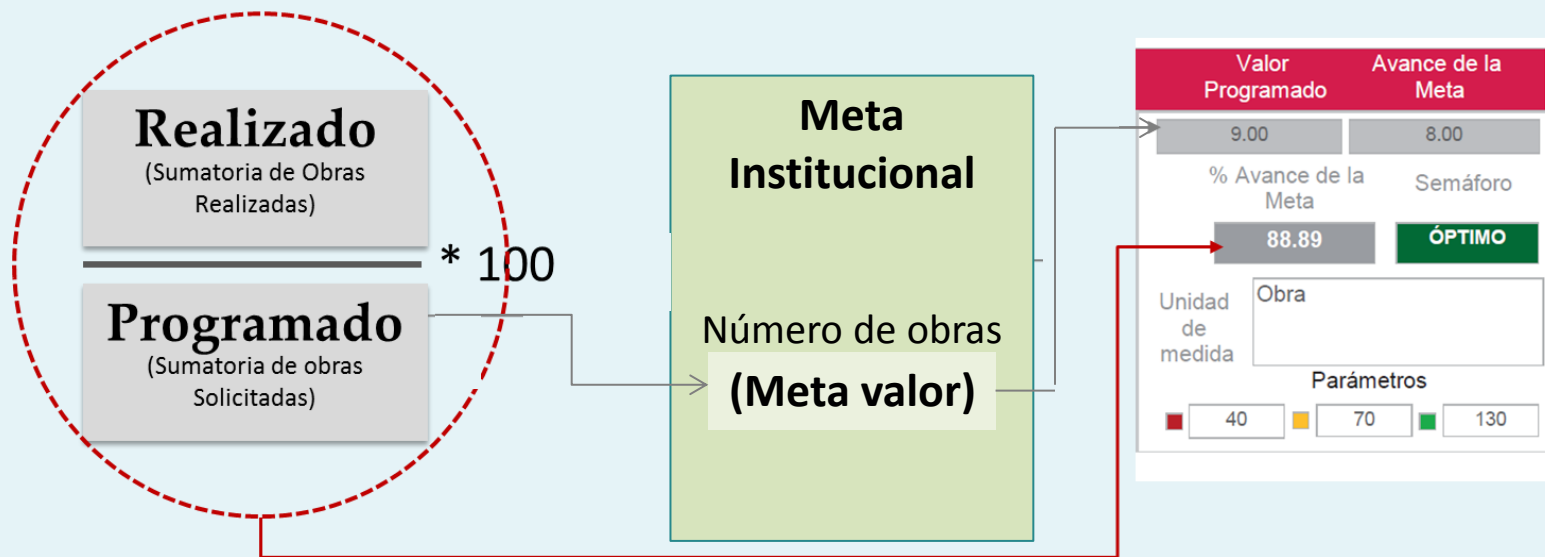 Realizado
(Sumatoria de Obras
Realizadas)
* 100
Programado
(Sumatoria de obras
Solicitadas)
Meta
Institucional
Número de obras
(Meta valor)
Valor
Programado
Avance de la
Meta
9.00
8.00
% Avance de la
Meta
Semáforo
88.89
ÓPTIMO
Unidad
de
medida
Obra
Parámetros
40
70
130